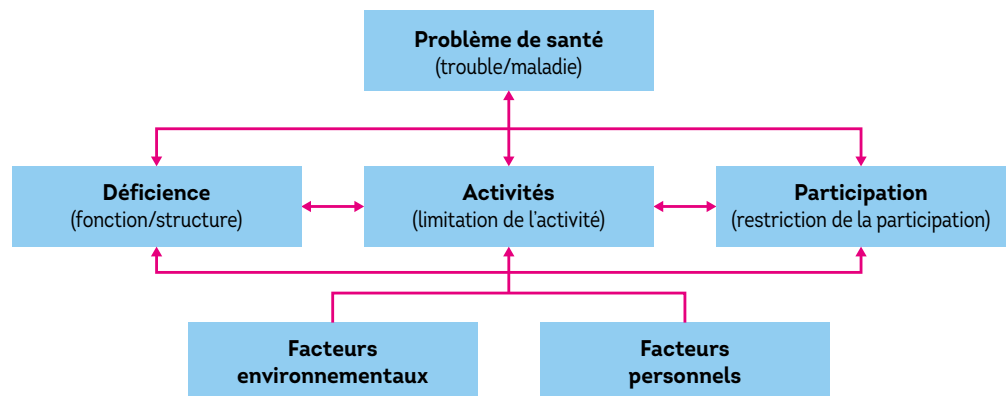 Problème de santé
(trouble/maladie)
Déficience
(fonction/structure)
Activités
(limitation de l'activité)
Participation
(restriction de la participation)
Facteurs
environnementaux
Facteurs
personnels